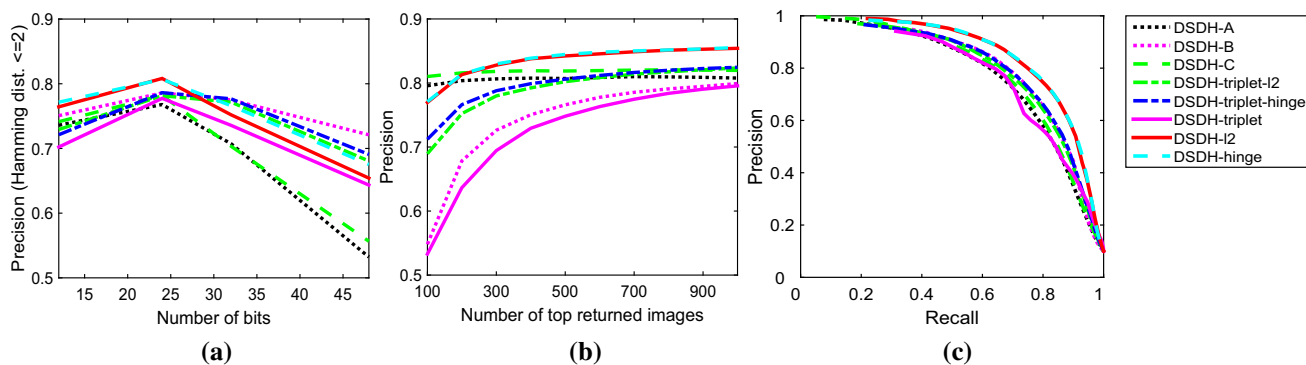 Precision (Hamming dist. <=2)
0.9
0.8
0.7
0.6
0.5
15 20 25 30 35 40 45
Number of bits
(a)
Precision
0.9
0.8
0.7
0.6
0.5
100 300 500 700 900
Number of top returned images
(b)
Precision
1
0.8
0.6
0.4
0.2
0
0 0.2 0.4 0.6 0.8 1
Recall
(c)
DSDH-A
DSDH-B
DSDH-C
DSDH-triplet-l2
DSDH-triplet-hinge
DSDH-triplet
DSDH-l2
DSDH-hinge